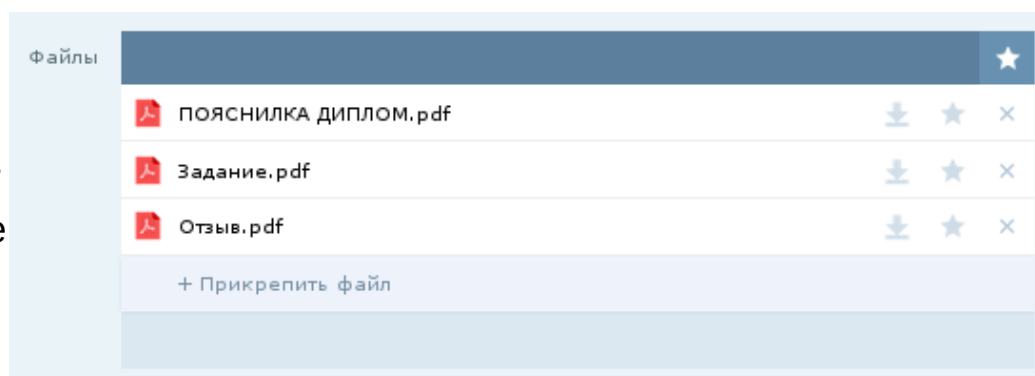 Файлы
ПОЯСНИЛКА ДИПЛОМ.pdf
Задание.pdf
Отзыв.pdf
+ Прикрепить файл